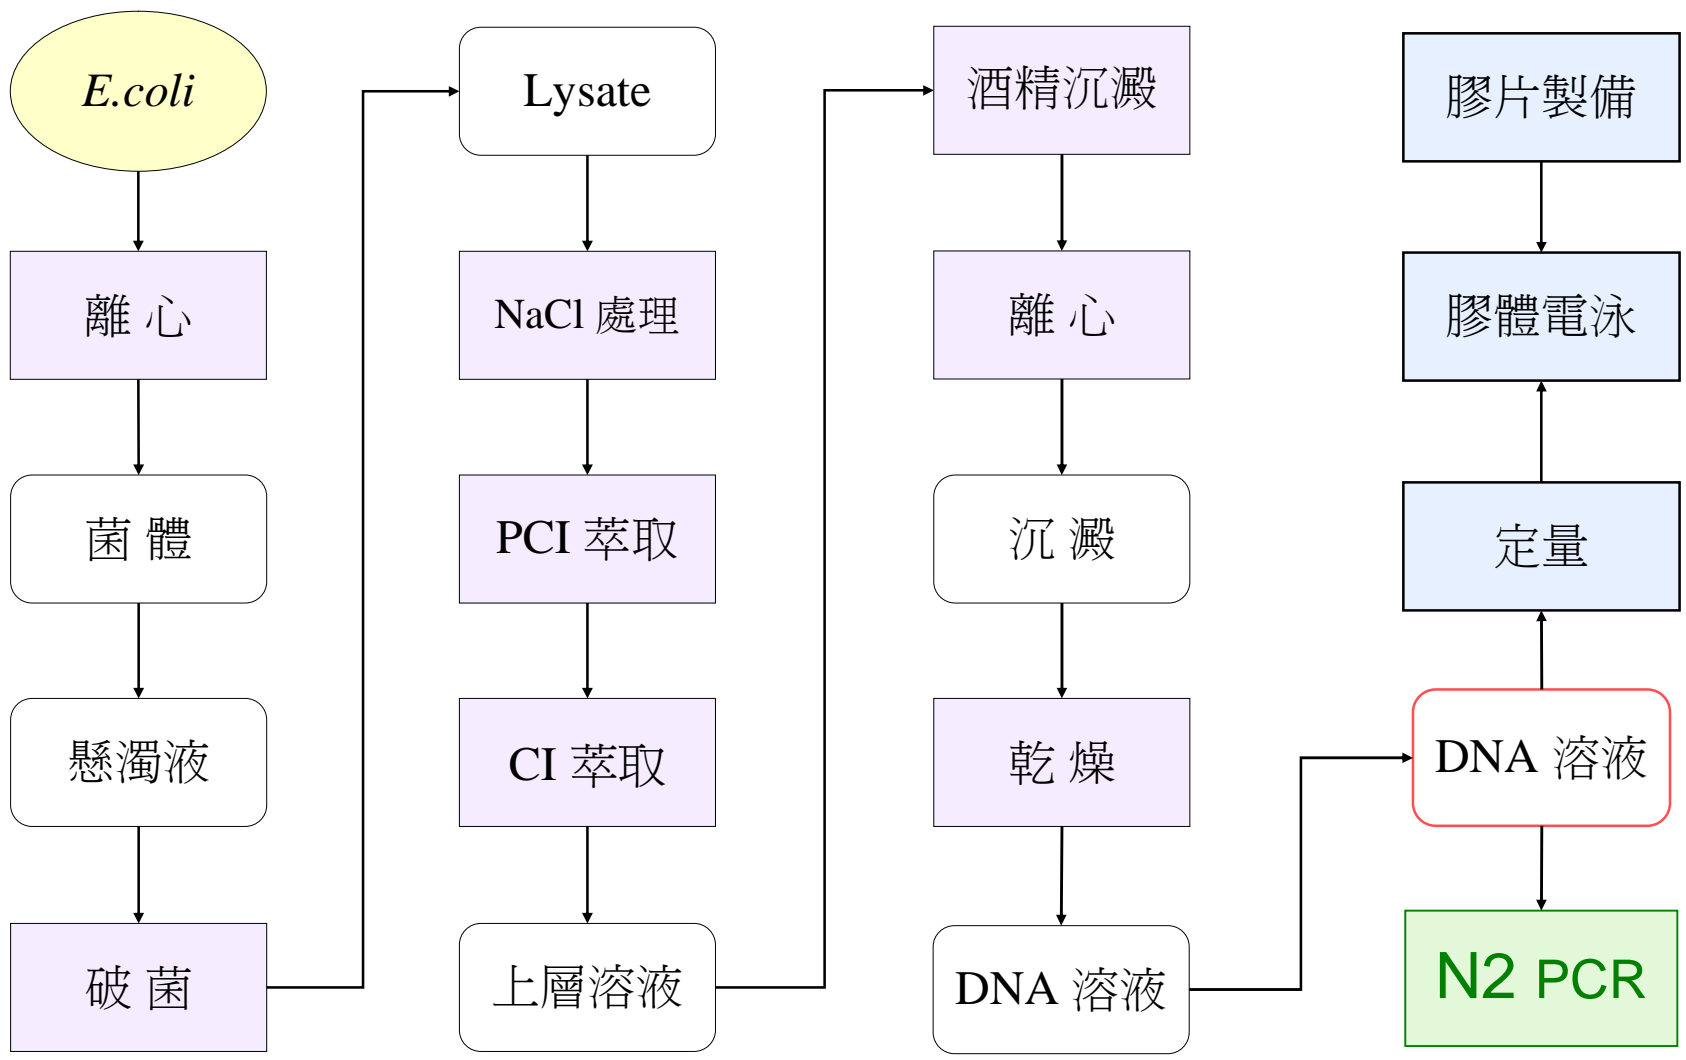 E.coli
離 心
菌 體
懸濁液
破 菌
Lysate
NaCl 處理
PCI 萃取
CI 萃取
上層溶液
酒精沉澱
離 心
沉 澱
乾 燥
DNA 溶液
膠片製備
膠體電泳
定量
DNA 溶液
N2 PCR